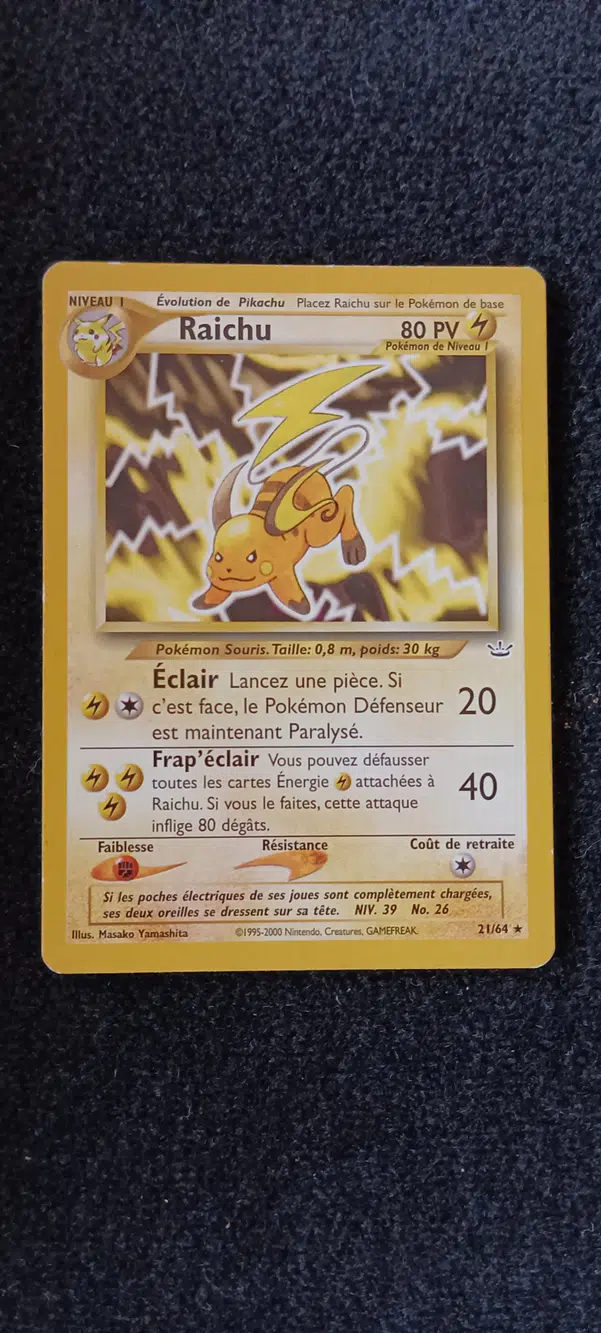 NIVEAU 1 Évolution de Pikachu Placez Raichu sur le Pokémon de base
Raichu 80 PV
Pokémon de Niveau 1
Pokémon Souris. Taille: 0,8 m, poids: 30 kg
Éclair Lancez une pièce. Si
c'est face, le Pokémon Défenseur 20
est maintenant Paralysé.
Frap'éclair Vous pouvez défausser
toutes les cartes Énergie attachées à 40
Raichu. Si vous le faites, cette attaque
inflige 80 dégâts.
Faiblesse Résistance Coût de retraite
Si les poches électriques de ses joues sont complètement chargées,
ses deux oreilles se dressent sur sa tête. NIV. 39 No. 26
Illus. Masako Yamashita ©1995-2000 Nintendo, Creatures, GAMEFREAK. 21/64 ★